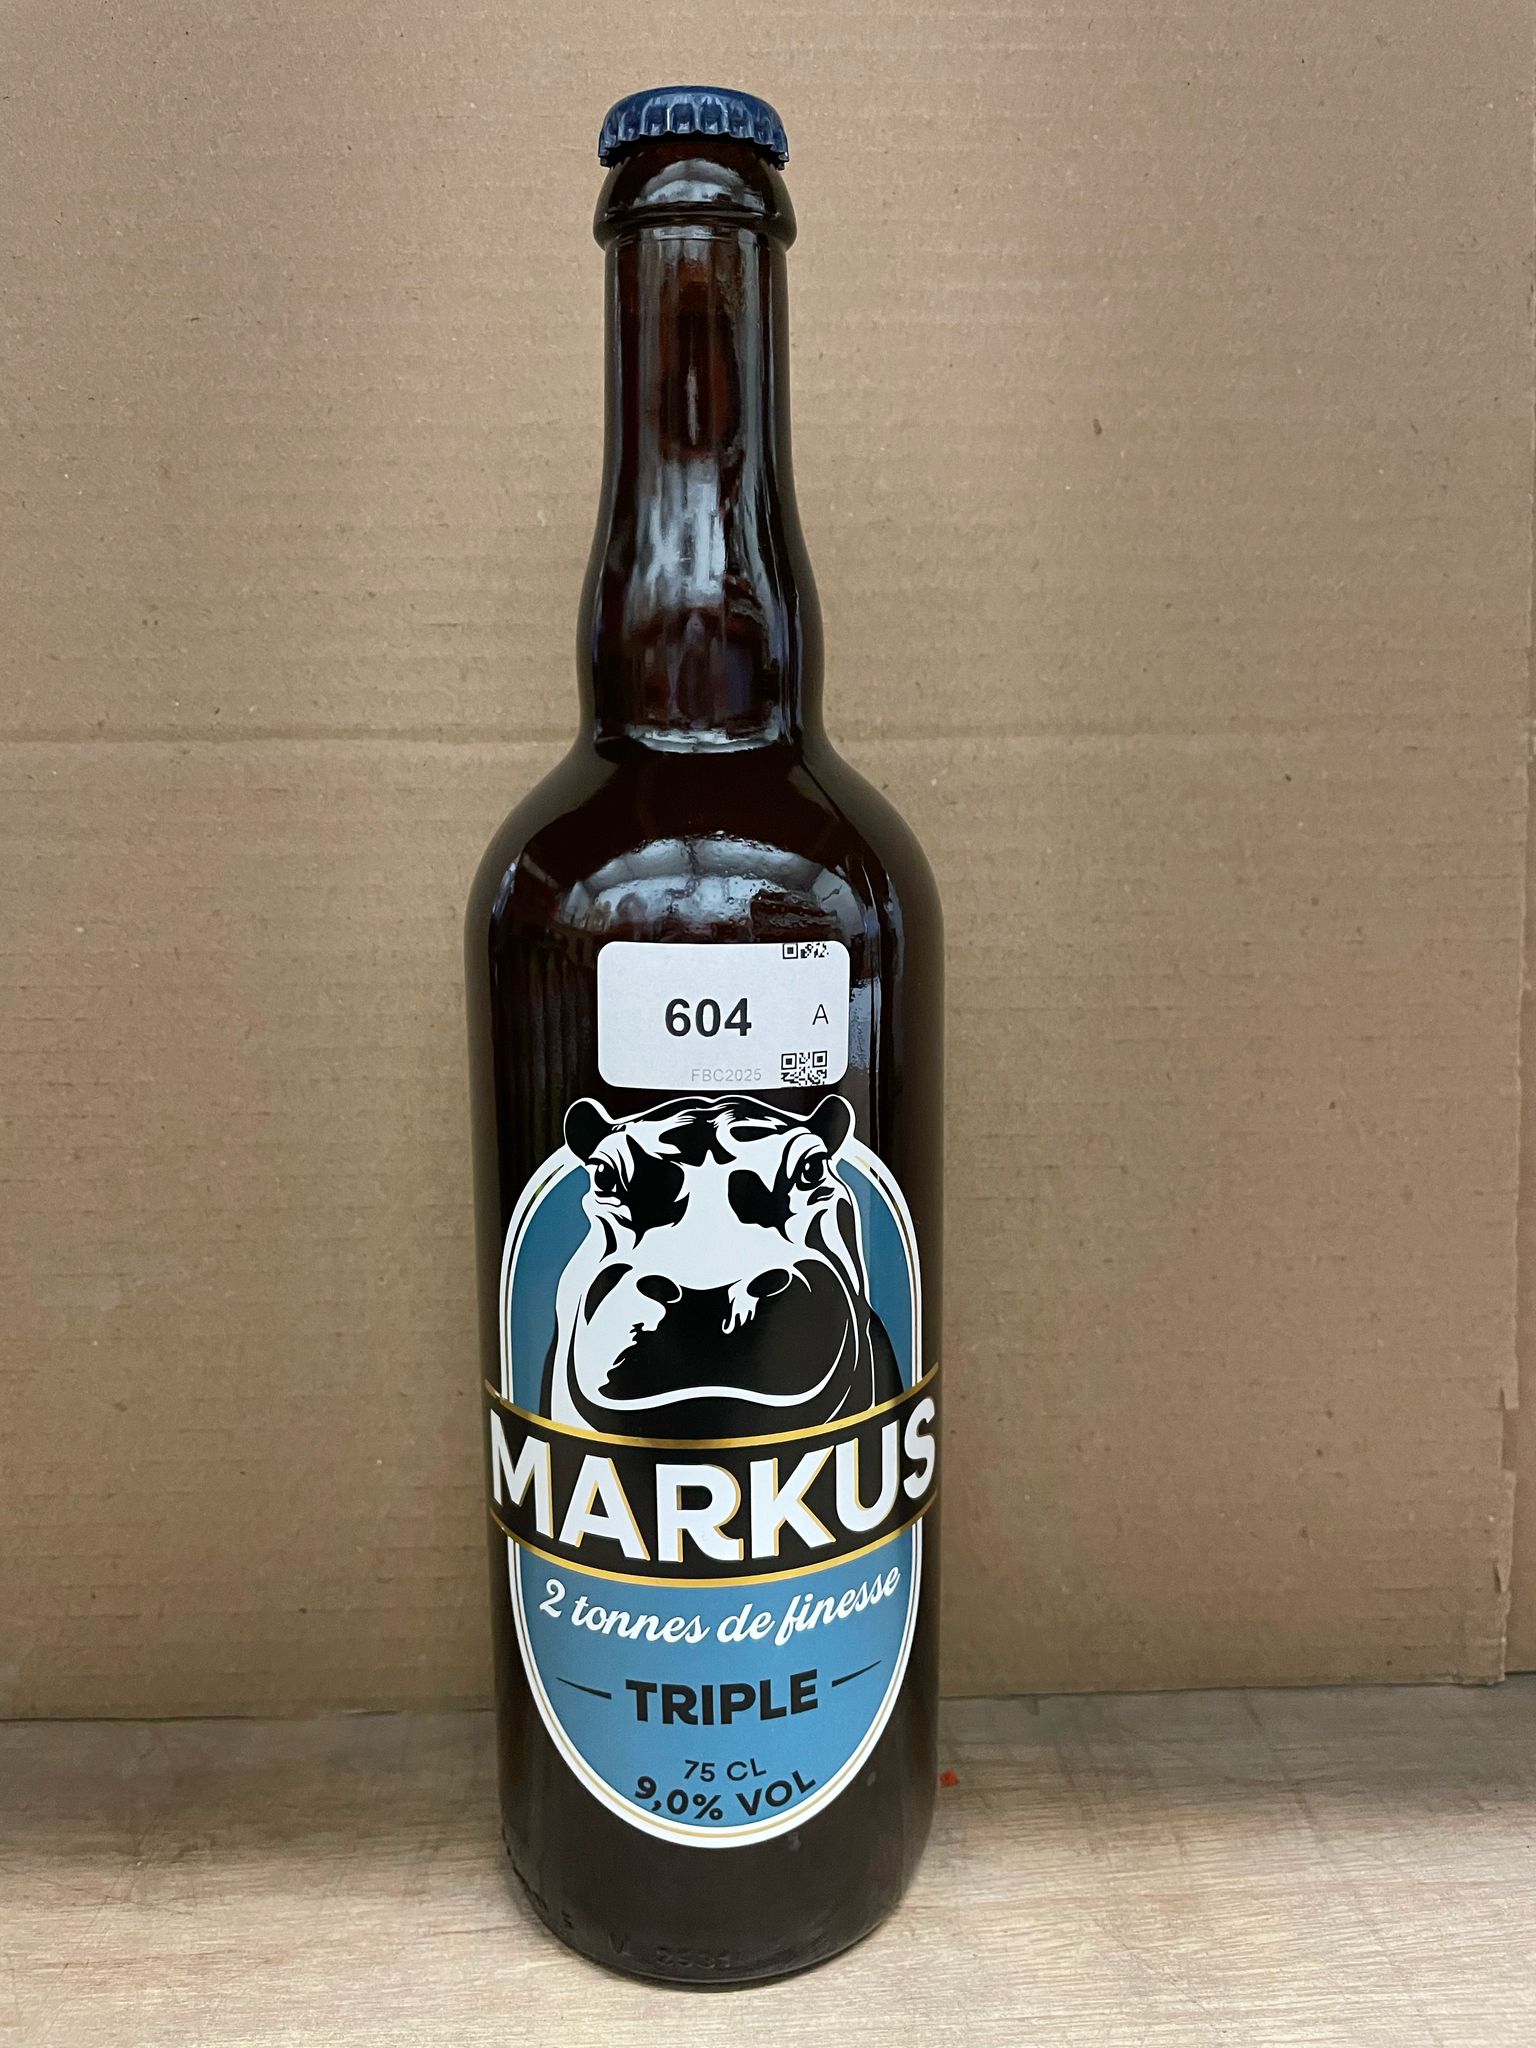 604
A
FBC2025
MARKUS
2 tonnes de finesse
TRIPLE
75 CL
9,0% VOL